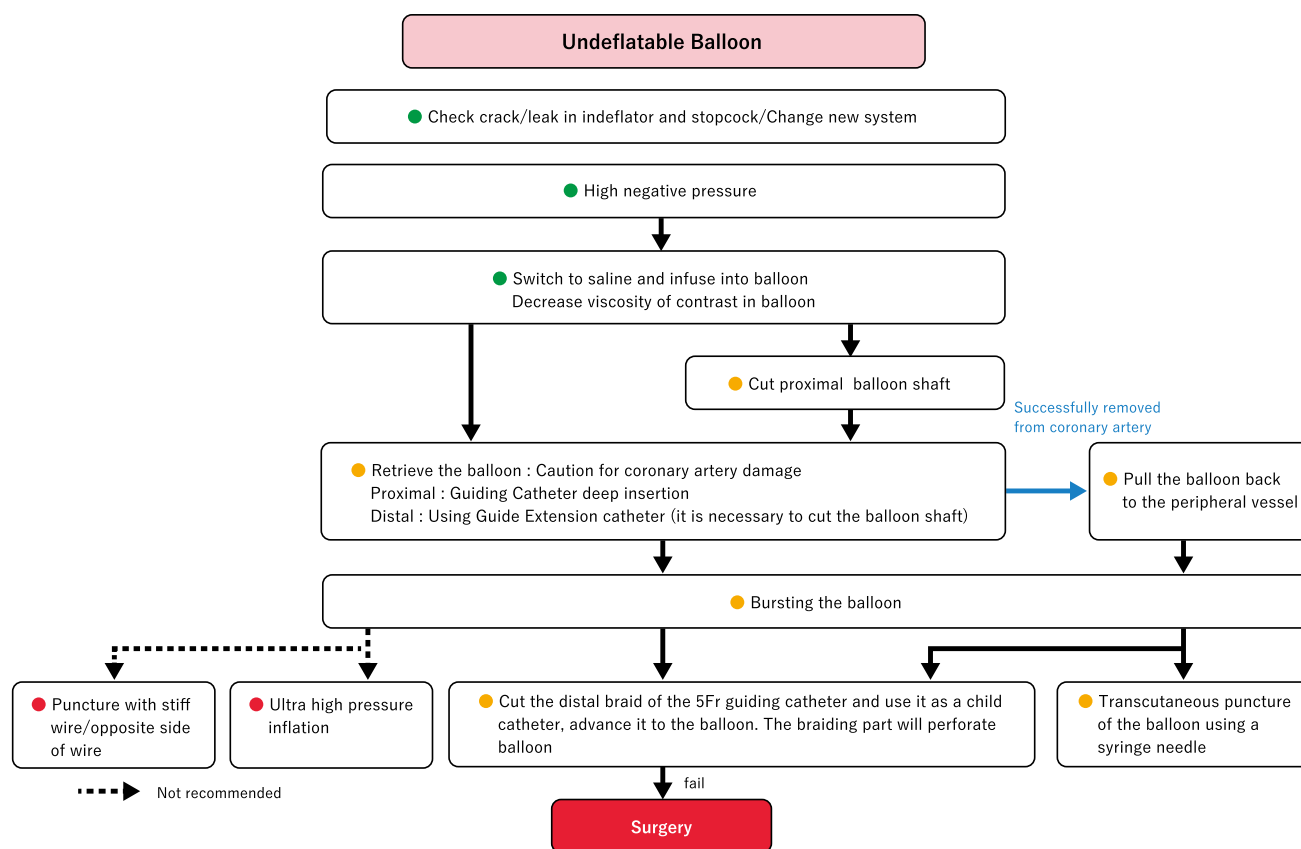 Undeflatable Balloon
Check crack/leak in indeflator and stopcock/Change new system
High negative pressure
Switch to saline and infuse into balloon
Decrease viscosity of contrast in balloon
Cut proximal balloon shaft
Successfully removed
from coronary artery
Retrieve the balloon : Caution for coronary artery damage
Proximal : Guiding Catheter deep insertion
Distal : Using Guide Extension catheter (it is necessary to cut the balloon shaft)
Pull the balloon back
to the peripheral vessel
Bursting the balloon
Puncture with stiff
wire/opposite side
of wire
Ultra high pressure
inflation
Cut the distal braid of the 5Fr guiding catheter and use it as a child
catheter, advance it to the balloon. The braiding part will perforate
balloon
Transcutaneous puncture
of the balloon using a
syringe needle
Not recommended
fail
Surgery